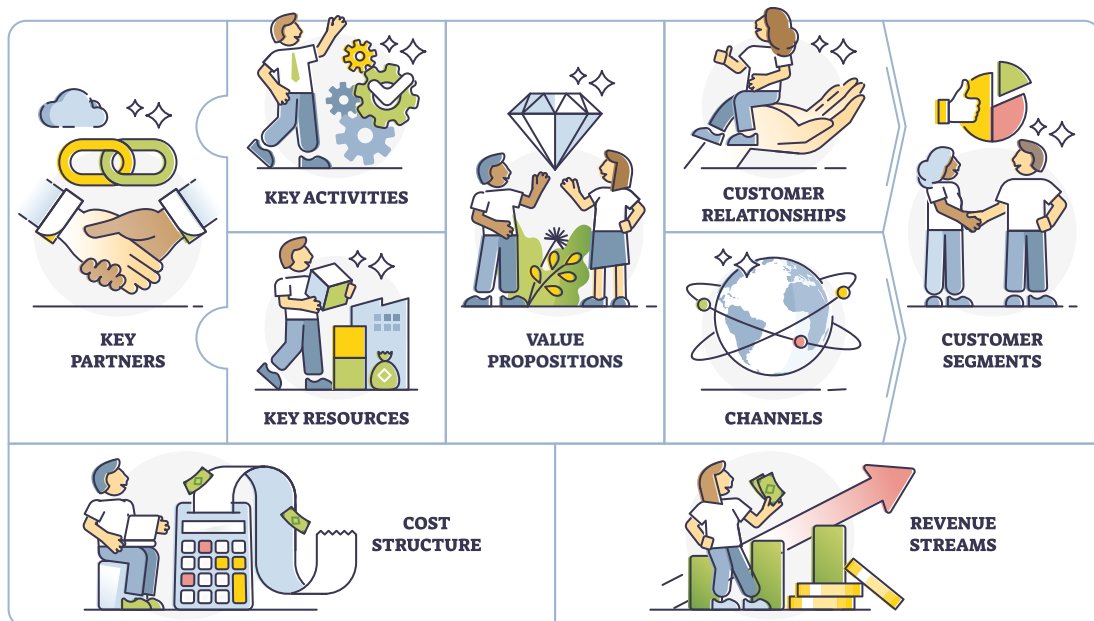 KEY
PARTNERS
KEY ACTIVITIES
KEY RESOURCES
VALUE
PROPOSITIONS
CUSTOMER
RELATIONSHIPS
CHANNELS
CUSTOMER
SEGMENTS
COST
STRUCTURE
REVENUE
STREAMS